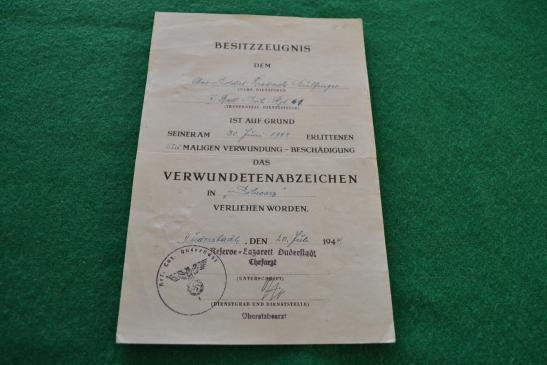 BESITZZEUGNIS
DEM
(NAME, DIENSTGRAD)
(TRUPPENTEIL, DIENSTSTELLE)
IST AUF GRUND
SEINER AM 30. Juni 1944 ERLITTENEN
MALIGEN VERWUNDUNG – BESCHÄDIGUNG
DAS
VERWUNDETENABZEICHEN
IN „Schwarz“
VERLIEHEN WORDEN.
Duderstadt, DEN 20. Juli 1944
Reserve-Lazarett Duderstadt
Chefarzt
(UNTERSCHRIFT)
(DIENSTGRAD UND DIENSTSTELLE)
Oberstabsarzt